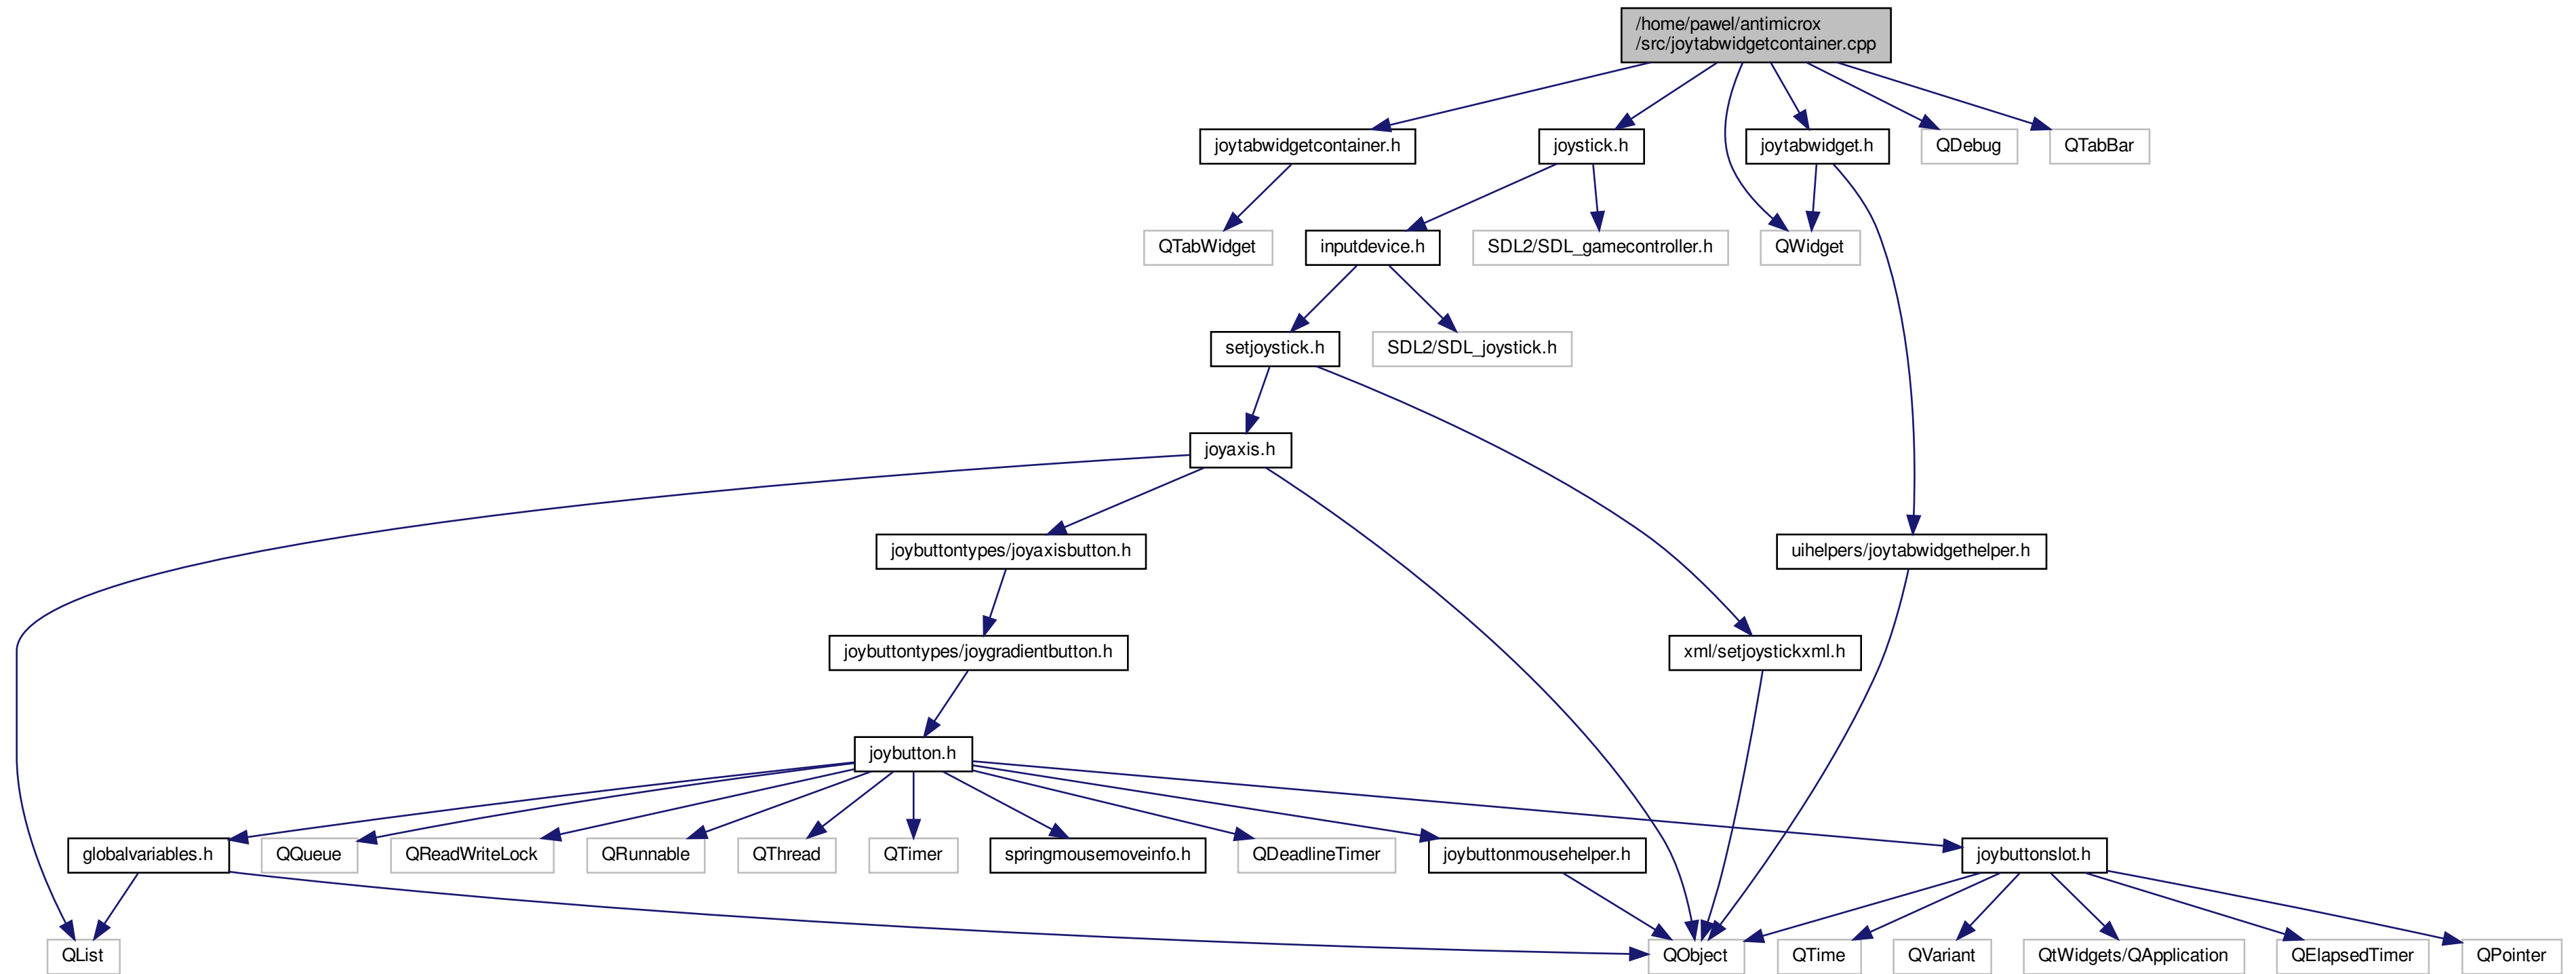 /home/pawel/antimicrox
/src/joytabwidgetcontainer.cpp
joytabwidgetcontainer.h
joystick.h
joytabwidget.h
QDebug
QTabBar
QTabWidget
inputdevice.h
SDL2/SDL_gamecontroller.h
QWidget
setjoystick.h
SDL2/SDL_joystick.h
joyaxis.h
joybuttontypes/joyaxisbutton.h
uihelpers/joytabwidgethelper.h
joybuttontypes/joygradientbutton.h
xml/setjoystickxml.h
joybutton.h
globalvariables.h
QQueue
QReadWriteLock
QRunnable
QThread
QTimer
springmousemoveinfo.h
QDeadlineTimer
joybuttonmousehelper.h
joybuttonslot.h
QList
QObject
QTime
QVariant
QtWidgets/QApplication
QElapsedTimer
QPointer